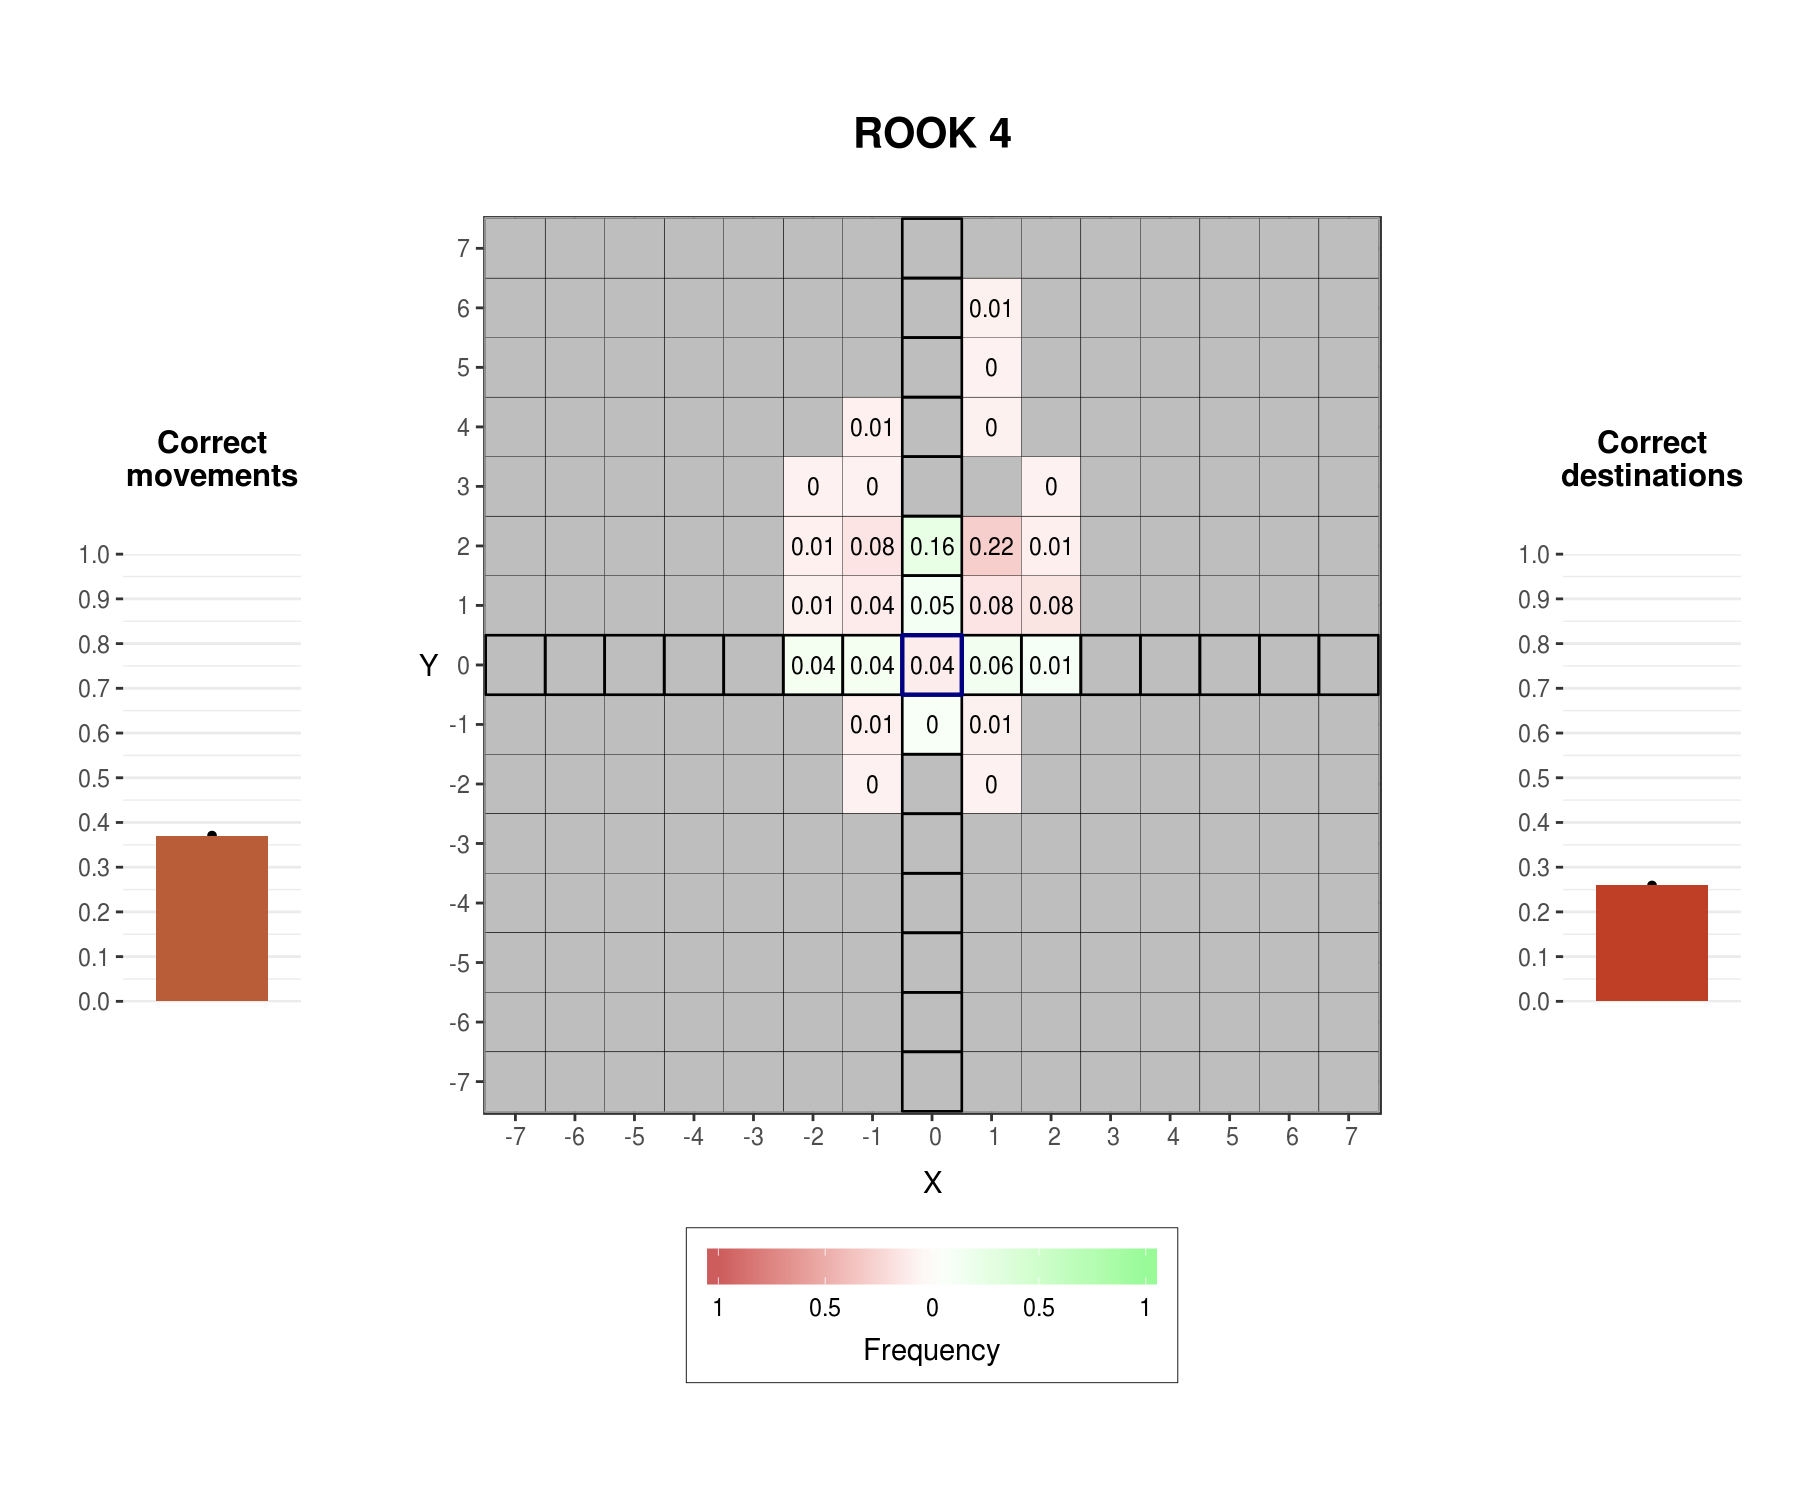 ROOK 4
Correct
movements
1.0
0.9
0.8
0.7
0.6
0.5
0.4
0.3
0.2
0.1
0.0
Y
7
6 0.01
5 0
4 0.01 0
3 0 0 0
2 0.01 0.08 0.16 0.22 0.01
1 0.01 0.04 0.05 0.08 0.08
0 0.04 0.04 0.04 0.06 0.01
-1 0.01 0 0.01
-2 0 0
-3
-4
-5
-6
-7
-7 -6 -5 -4 -3 -2 -1 0 1 2 3 4 5 6 7
X
1 0.5 0 0.5 1
Frequency
Correct
destinations
1.0
0.9
0.8
0.7
0.6
0.5
0.4
0.3
0.2
0.1
0.0